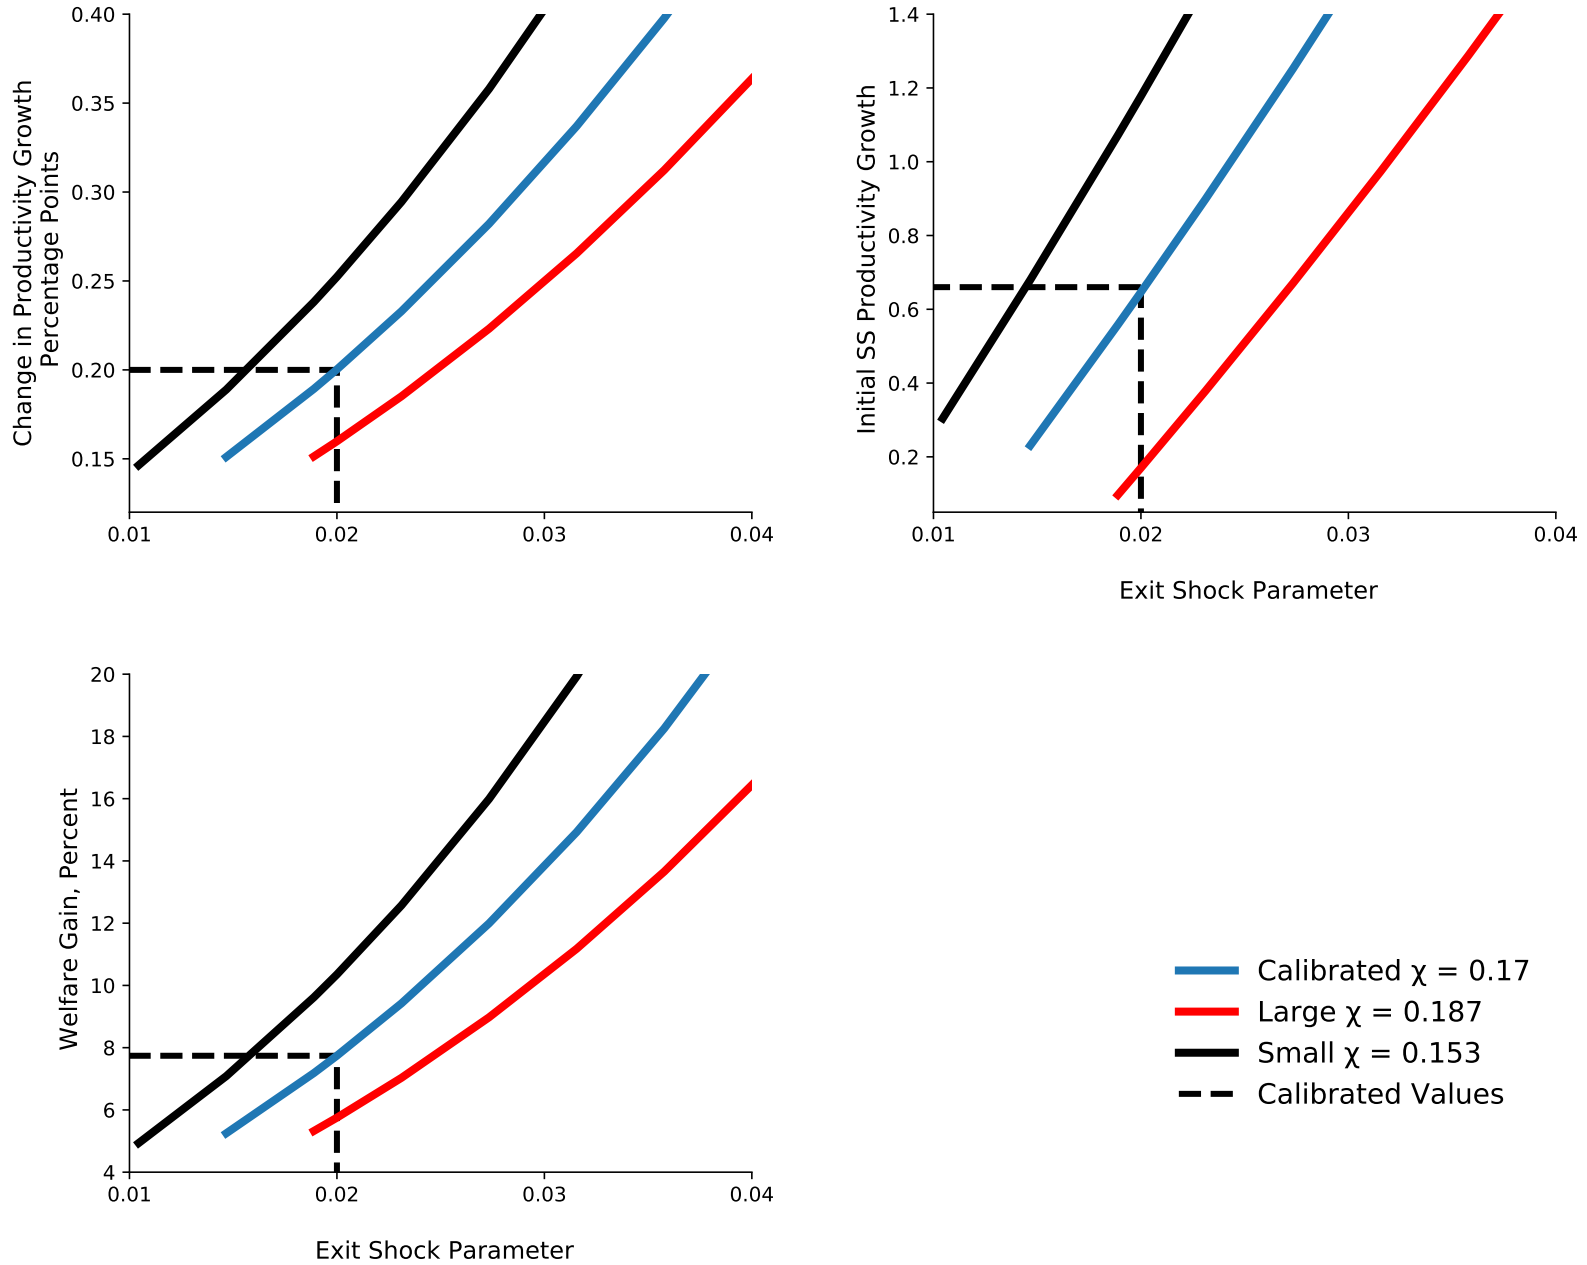 Change in Productivity Growth
Percentage Points
0.40
0.35
0.30
0.25
0.20
0.15
0.01 0.02 0.03 0.04
Initial SS Productivity Growth
1.4
1.2
1.0
0.8
0.6
0.4
0.2
0.01 0.02 0.03 0.04
Exit Shock Parameter
Welfare Gain, Percent
20
18
16
14
12
10
8
6
4
0.01 0.02 0.03 0.04
Exit Shock Parameter
Calibrated χ = 0.17
Large χ = 0.187
Small χ = 0.153
Calibrated Values